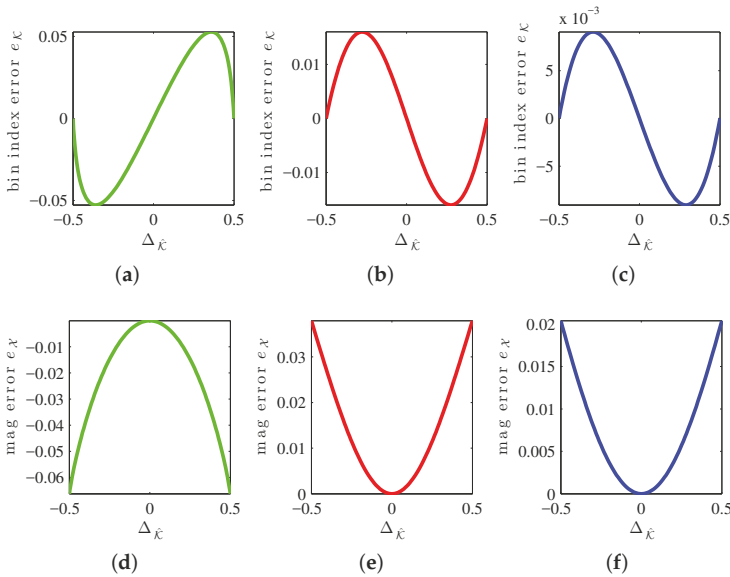 x 10⁻³
bin index error e𝒦
0.05
0
−0.05
−0.5
0
0.5
Δ𝒦̂
(a)
bin index error e𝒦
0.01
0
−0.01
−0.5
0
0.5
Δ𝒦̂
(b)
bin index error e𝒦
5
0
−5
−0.5
0
0.5
Δ𝒦̂
(c)
mag error e𝒳
−0.01
−0.02
−0.03
−0.04
−0.05
−0.06
−0.5
0
0.5
Δ𝒦̂
(d)
mag error e𝒳
0.03
0.02
0.01
0
−0.5
0
0.5
Δ𝒦̂
(e)
mag error e𝒳
0.02
0.015
0.01
0.005
0
−0.5
0
0.5
Δ𝒦̂
(f)